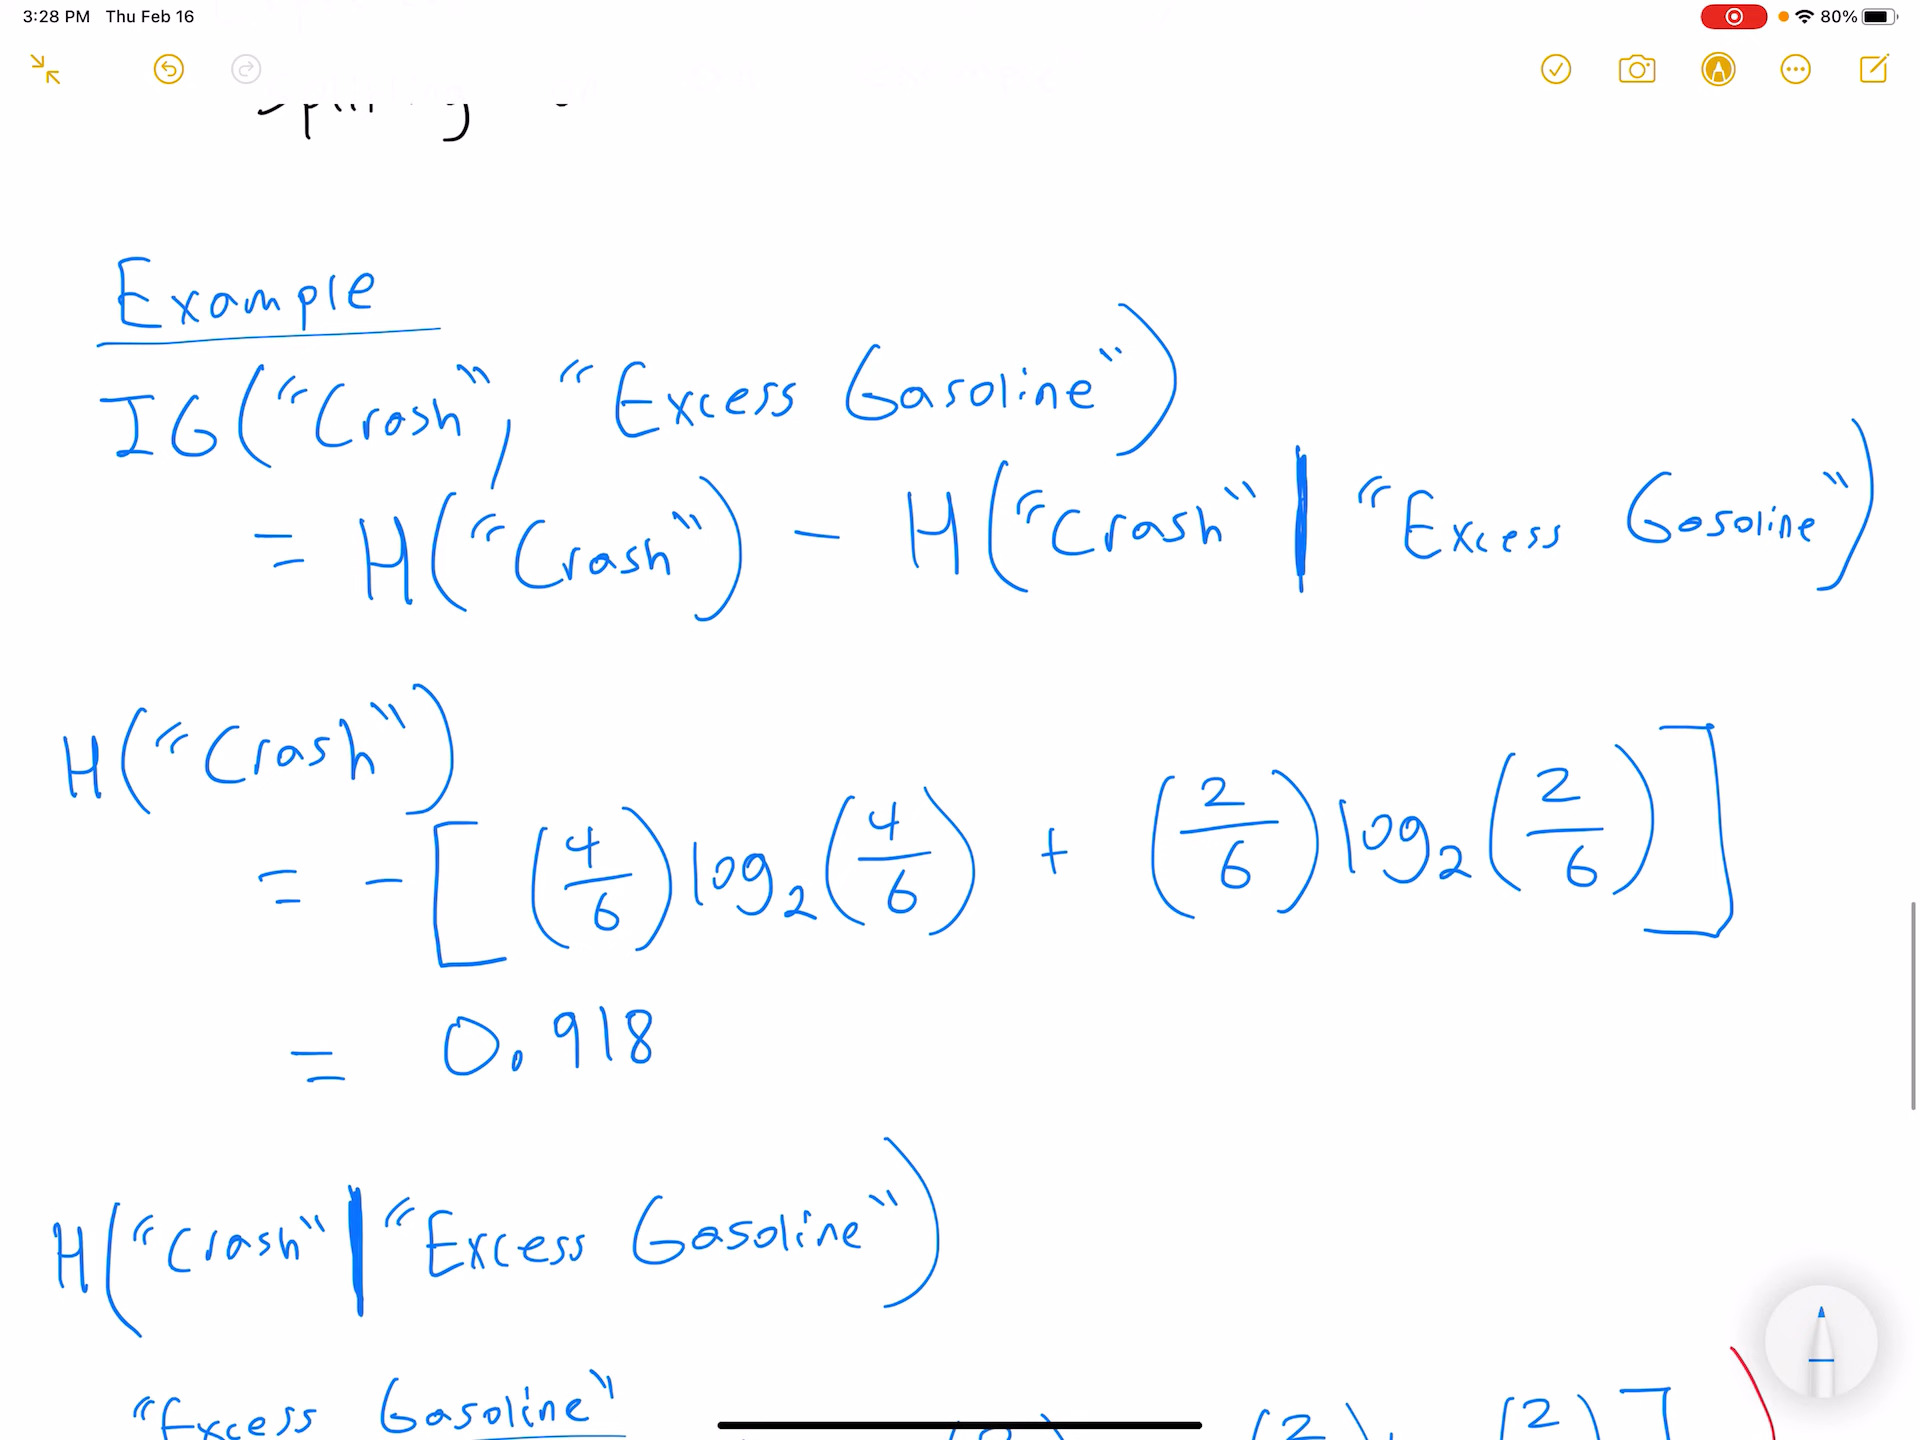 3:28 PM Thu Feb 16 80%
Example
IG("Crash", "Excess Gasoline")
= H("Crash") - H("Crash" | "Excess Gasoline")
H("Crash")
= - [(4/6) log₂(4/6) + (2/6) log₂(2/6)]
= 0.918
H("Crash" | "Excess Gasoline")
"Excess Gasoline"